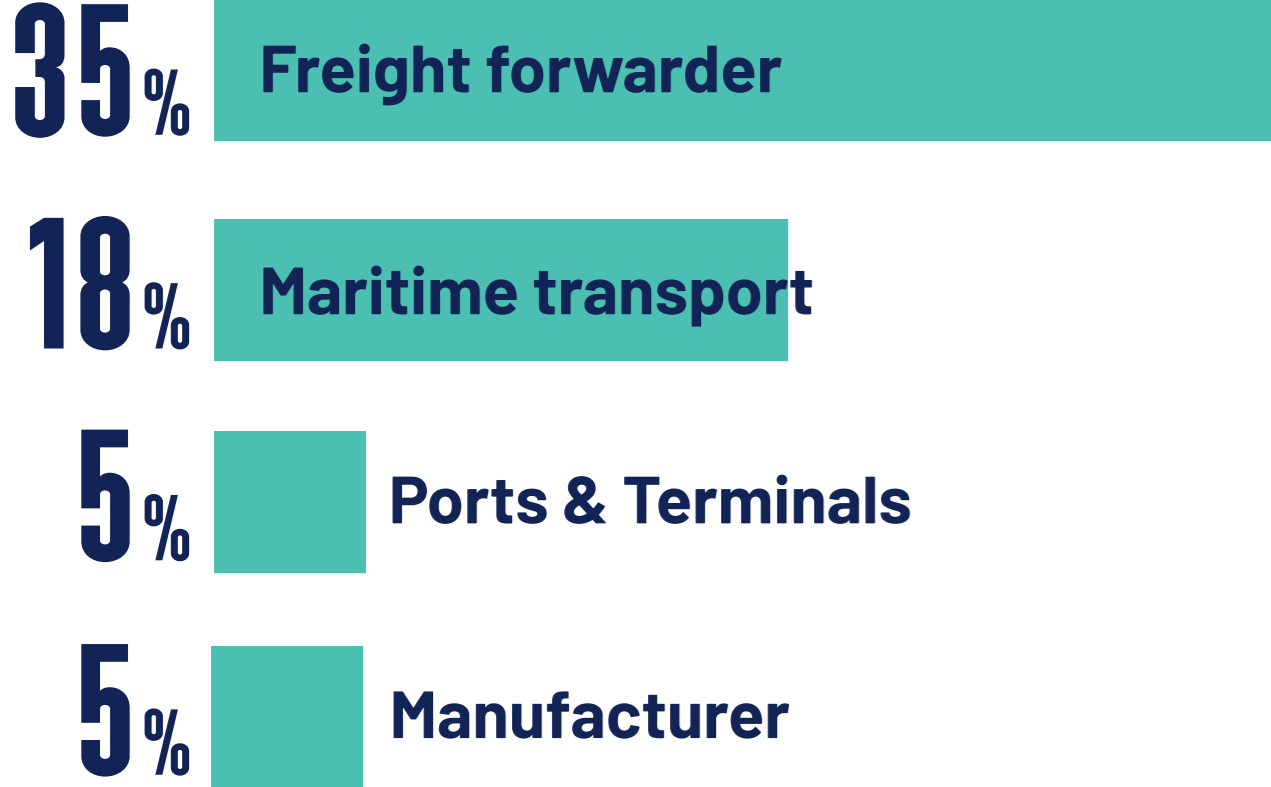 35% Freight forwarder
18% Maritime transport
5% Ports & Terminals
5% Manufacturer